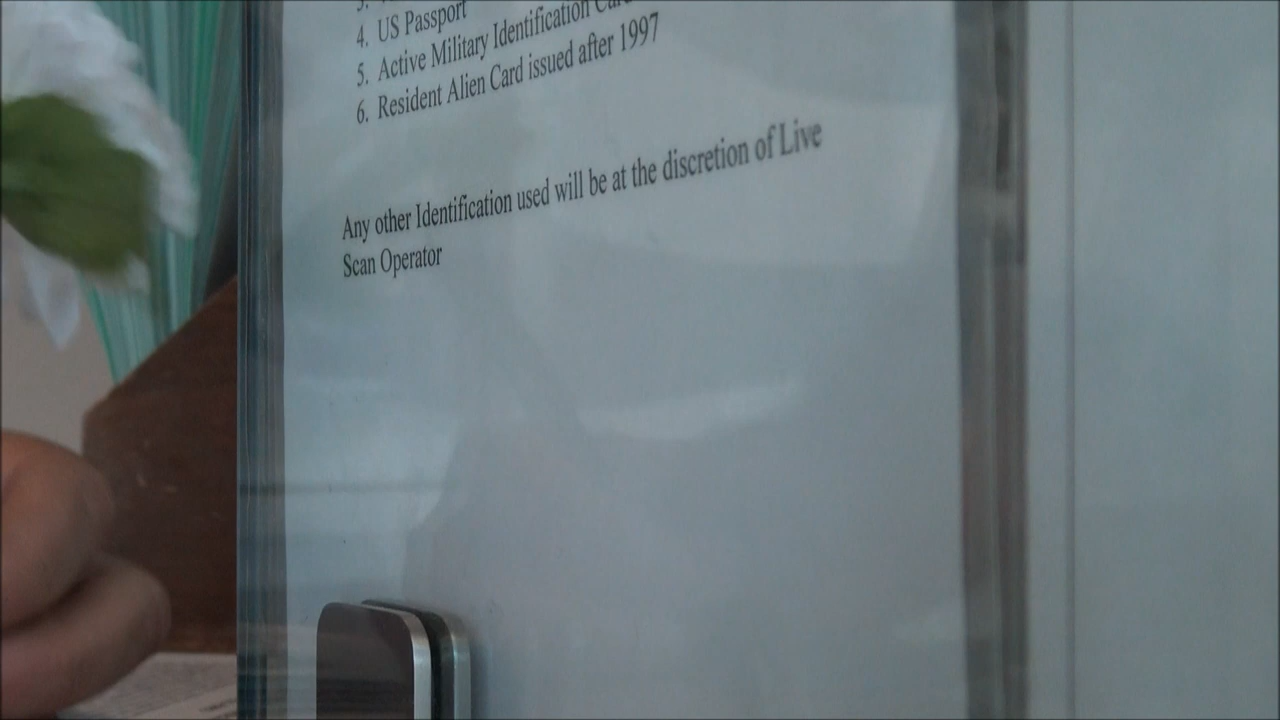 4. US Passport
5. Active Military Identification
6. Resident Alien Card issued after 1997
Any other Identification used will be at the discretion of Live
Scan Operator